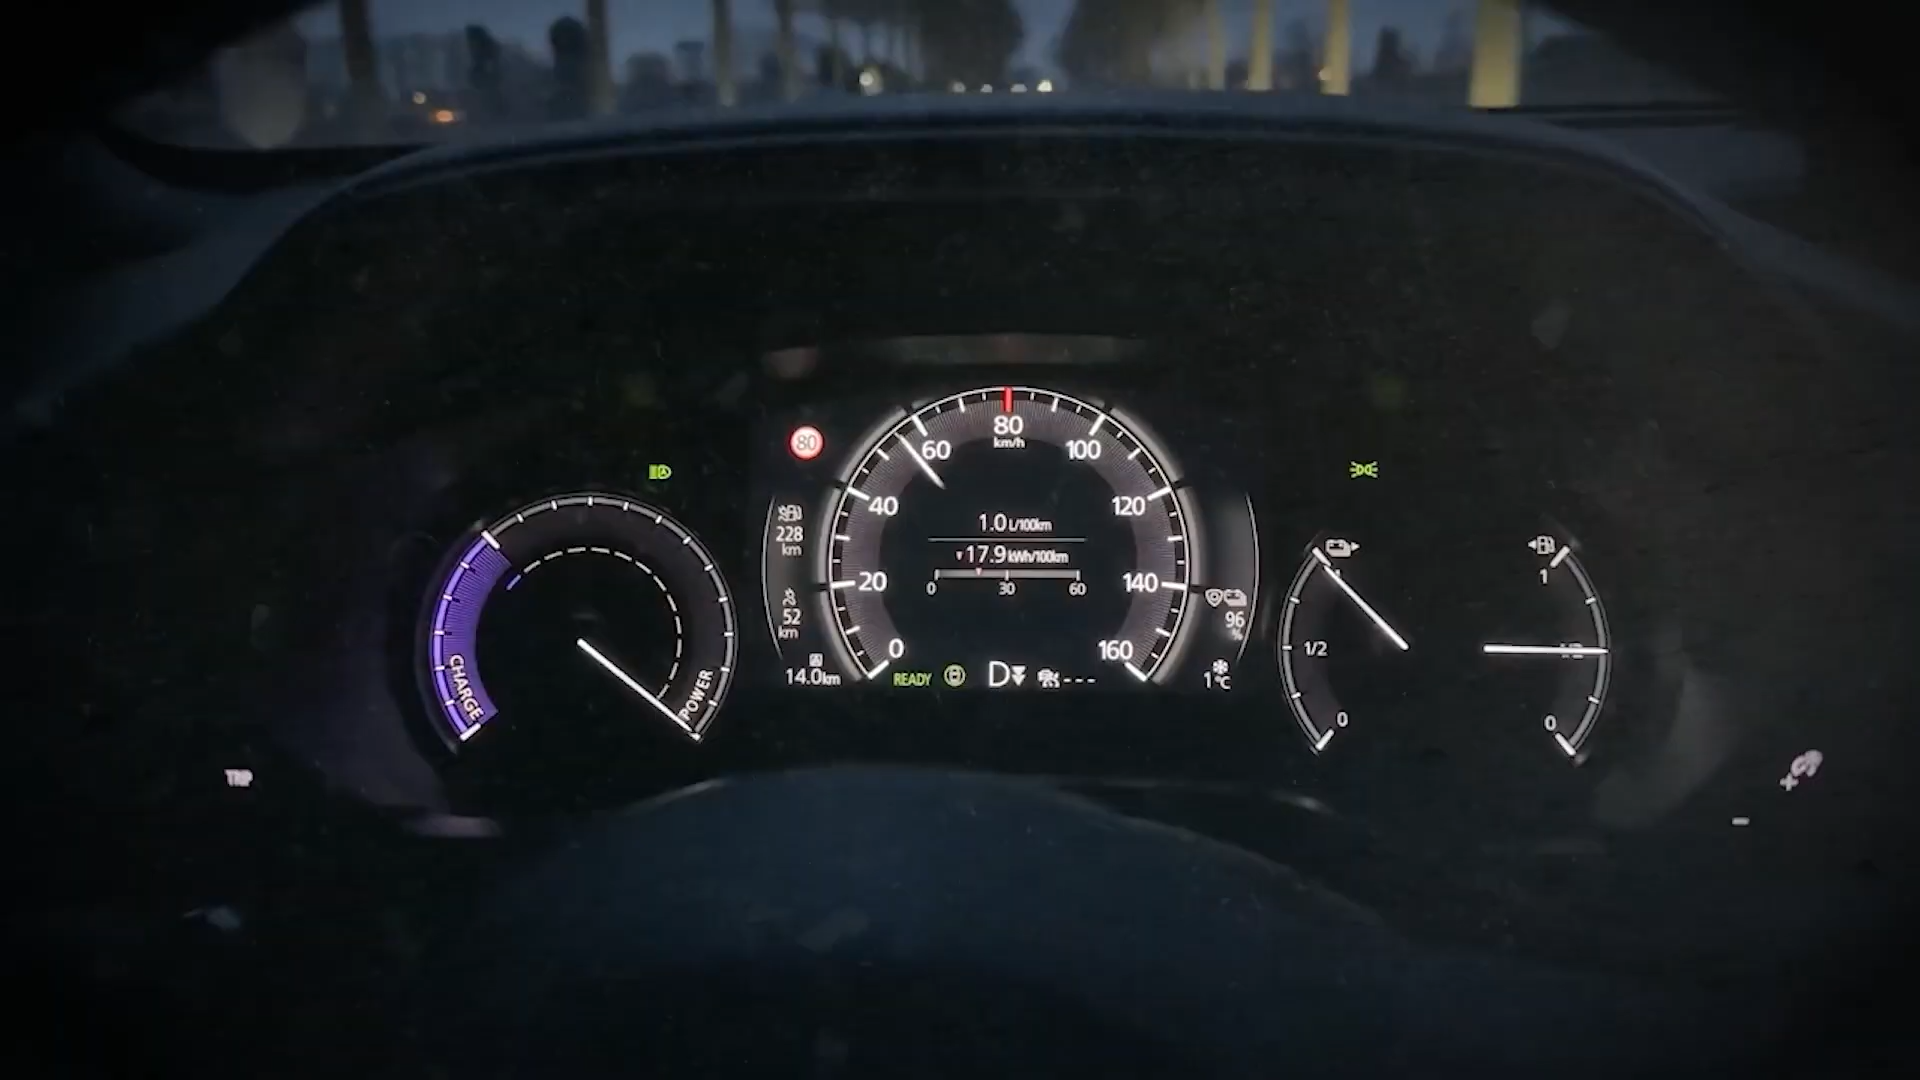 80
80
km/h
60
100
40
120
20
140
0
160
1.0 L/100km
17.9 kWh/100km
0 30 60
228
km
52
km
14.0km
READY
D
---
96
%
1°C
CHARGE
POWER
1
1/2
0
1
0
TRIP
+
-